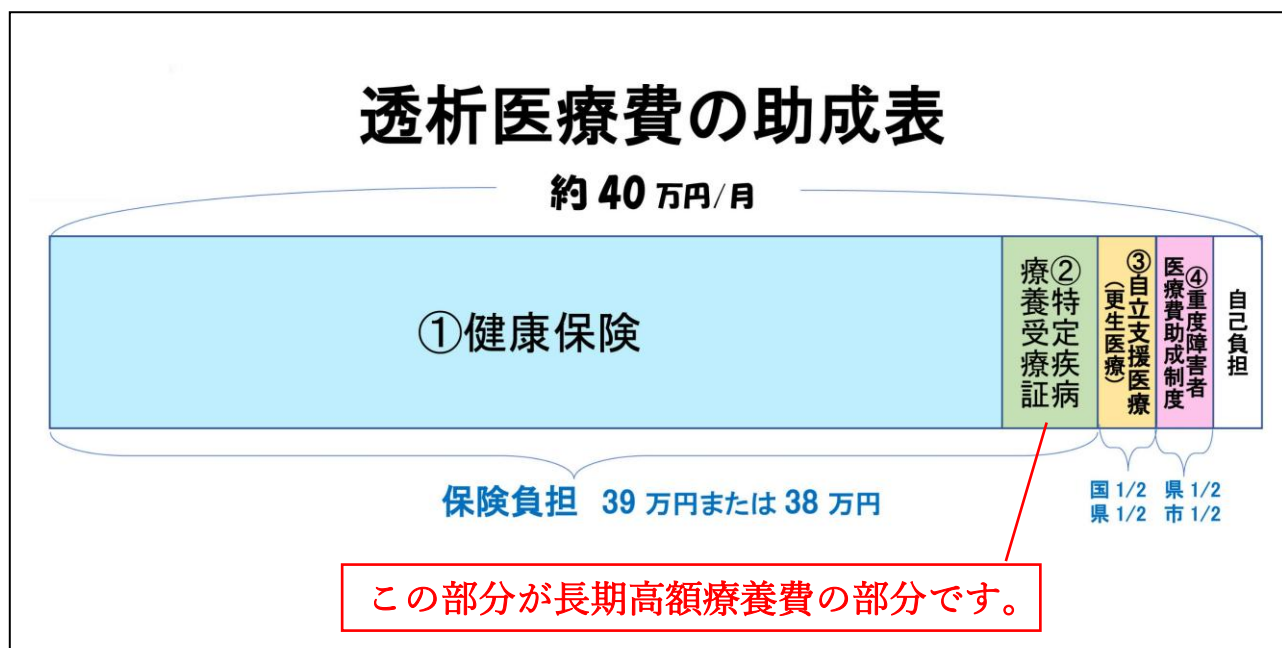 透析医療費の助成表
約 40 万円/月
①健康保険
②特定疾病
療養受療証
③自立支援医療
(更生医療)
④重度障害者
医療費助成制度
自己負担
保険負担 39 万円または 38 万円
国 1/2
県 1/2
県 1/2
市 1/2
この部分が長期高額療養費の部分です。